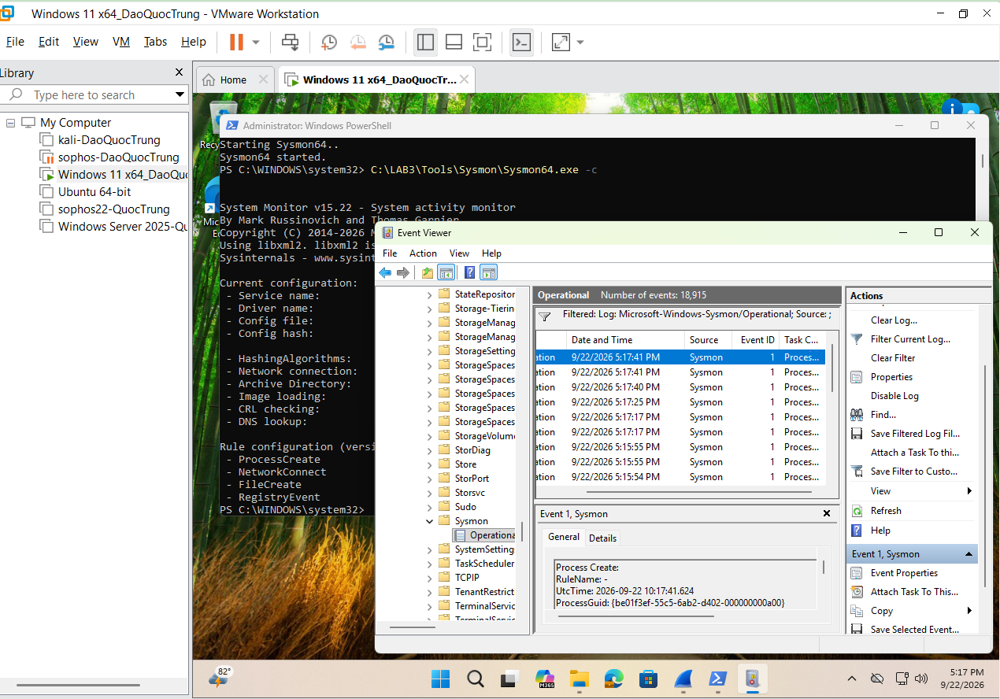 Windows 11 x64_DaoQuocTrung - VMware Workstation
File Edit View VM Tabs Help
Library
Type here to search
My Computer
kali-DaoQuocTrung
sophos-DaoQuocTrung
Windows 11 x64_DaoQuo
Ubuntu 64-bit
sophos22-QuocTrung
Windows Server 2025-Qu
Home
Windows 11 x64_DaoQuocTr...
Recy
Mic
E
Administrator: Windows PowerShell
Starting Sysmon64..
Sysmon64 started.
PS C:\WINDOWS\system32> C:\LAB3\Tools\Sysmon\Sysmon64.exe -c
System Monitor v15.22 - System activity monitor
By Mark Russinovich and Thomas Garnier
Copyright (C) 2014-2026 M
Using libxml2. libxml2 is
Sysinternals - www.sysint
Current configuration:
- Service name:
- Driver name:
- Config file:
- Config hash:
- HashingAlgorithms:
- Network connection:
- Archive Directory:
- Image loading:
- CRL checking:
- DNS lookup:
Rule configuration (versi
- ProcessCreate
- NetworkConnect
- FileCreate
- RegistryEvent
PS C:\WINDOWS\system32>
Event Viewer
File Action View Help
StateRepositor
Storage-Tierin
StorageManag
StorageManag
StorageSetting
StorageSpaces
StorageSpaces
StorageSpaces
StorageSpaces
StorageSpaces
StorageVolum
StorDiag
Store
StorPort
Storsvc
Sudo
Sysmon
Operationa
SystemSetting
TaskScheduler
TCPIP
TenantRestrict
TerminalServic
TerminalServic
Operational Number of events: 18,915
Filtered: Log: Microsoft-Windows-Sysmon/Operational; Source: ;
Date and Time Source Event ID Task C...
ation 9/22/2026 5:17:41 PM Sysmon 1 Proces...
ation 9/22/2026 5:17:41 PM Sysmon 1 Proces...
ation 9/22/2026 5:17:40 PM Sysmon 1 Proces...
ation 9/22/2026 5:17:25 PM Sysmon 1 Proces...
ation 9/22/2026 5:17:17 PM Sysmon 1 Proces...
ation 9/22/2026 5:17:17 PM Sysmon 1 Proces...
ation 9/22/2026 5:15:55 PM Sysmon 1 Proces...
ation 9/22/2026 5:15:55 PM Sysmon 1 Proces...
ation 9/22/2026 5:15:54 PM Sysmon 1 Proces...
Event 1, Sysmon
General Details
Process Create:
RuleName: -
UtcTime: 2026-09-22 10:17:41.624
ProcessGuid: {be01f3ef-55c5-6ab2-d402-000000000a00}
Actions
Clear Log...
Filter Current Log...
Clear Filter
Properties
Disable Log
Find...
Save Filtered Log Fil...
Attach a Task To thi...
Save Filter to Custo...
View
Refresh
Help
Event 1, Sysmon
Event Properties
Attach Task To This...
Copy
Save Selected Event...
82°
M365
5:17 PM
9/22/2026